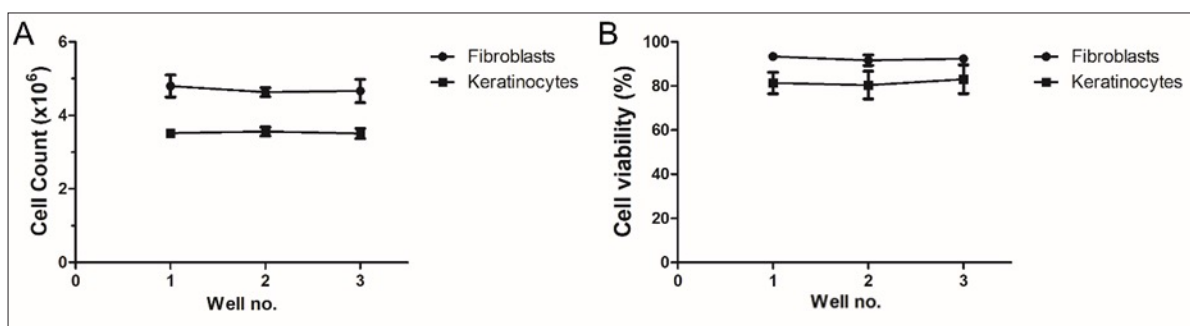 A
6
4
2
0
0
1
2
3
Cell Count (x10⁶)
Well no.
Fibroblasts
Keratinocytes
B
100
80
60
40
20
0
0
1
2
3
Cell viability (%)
Well no.
Fibroblasts
Keratinocytes